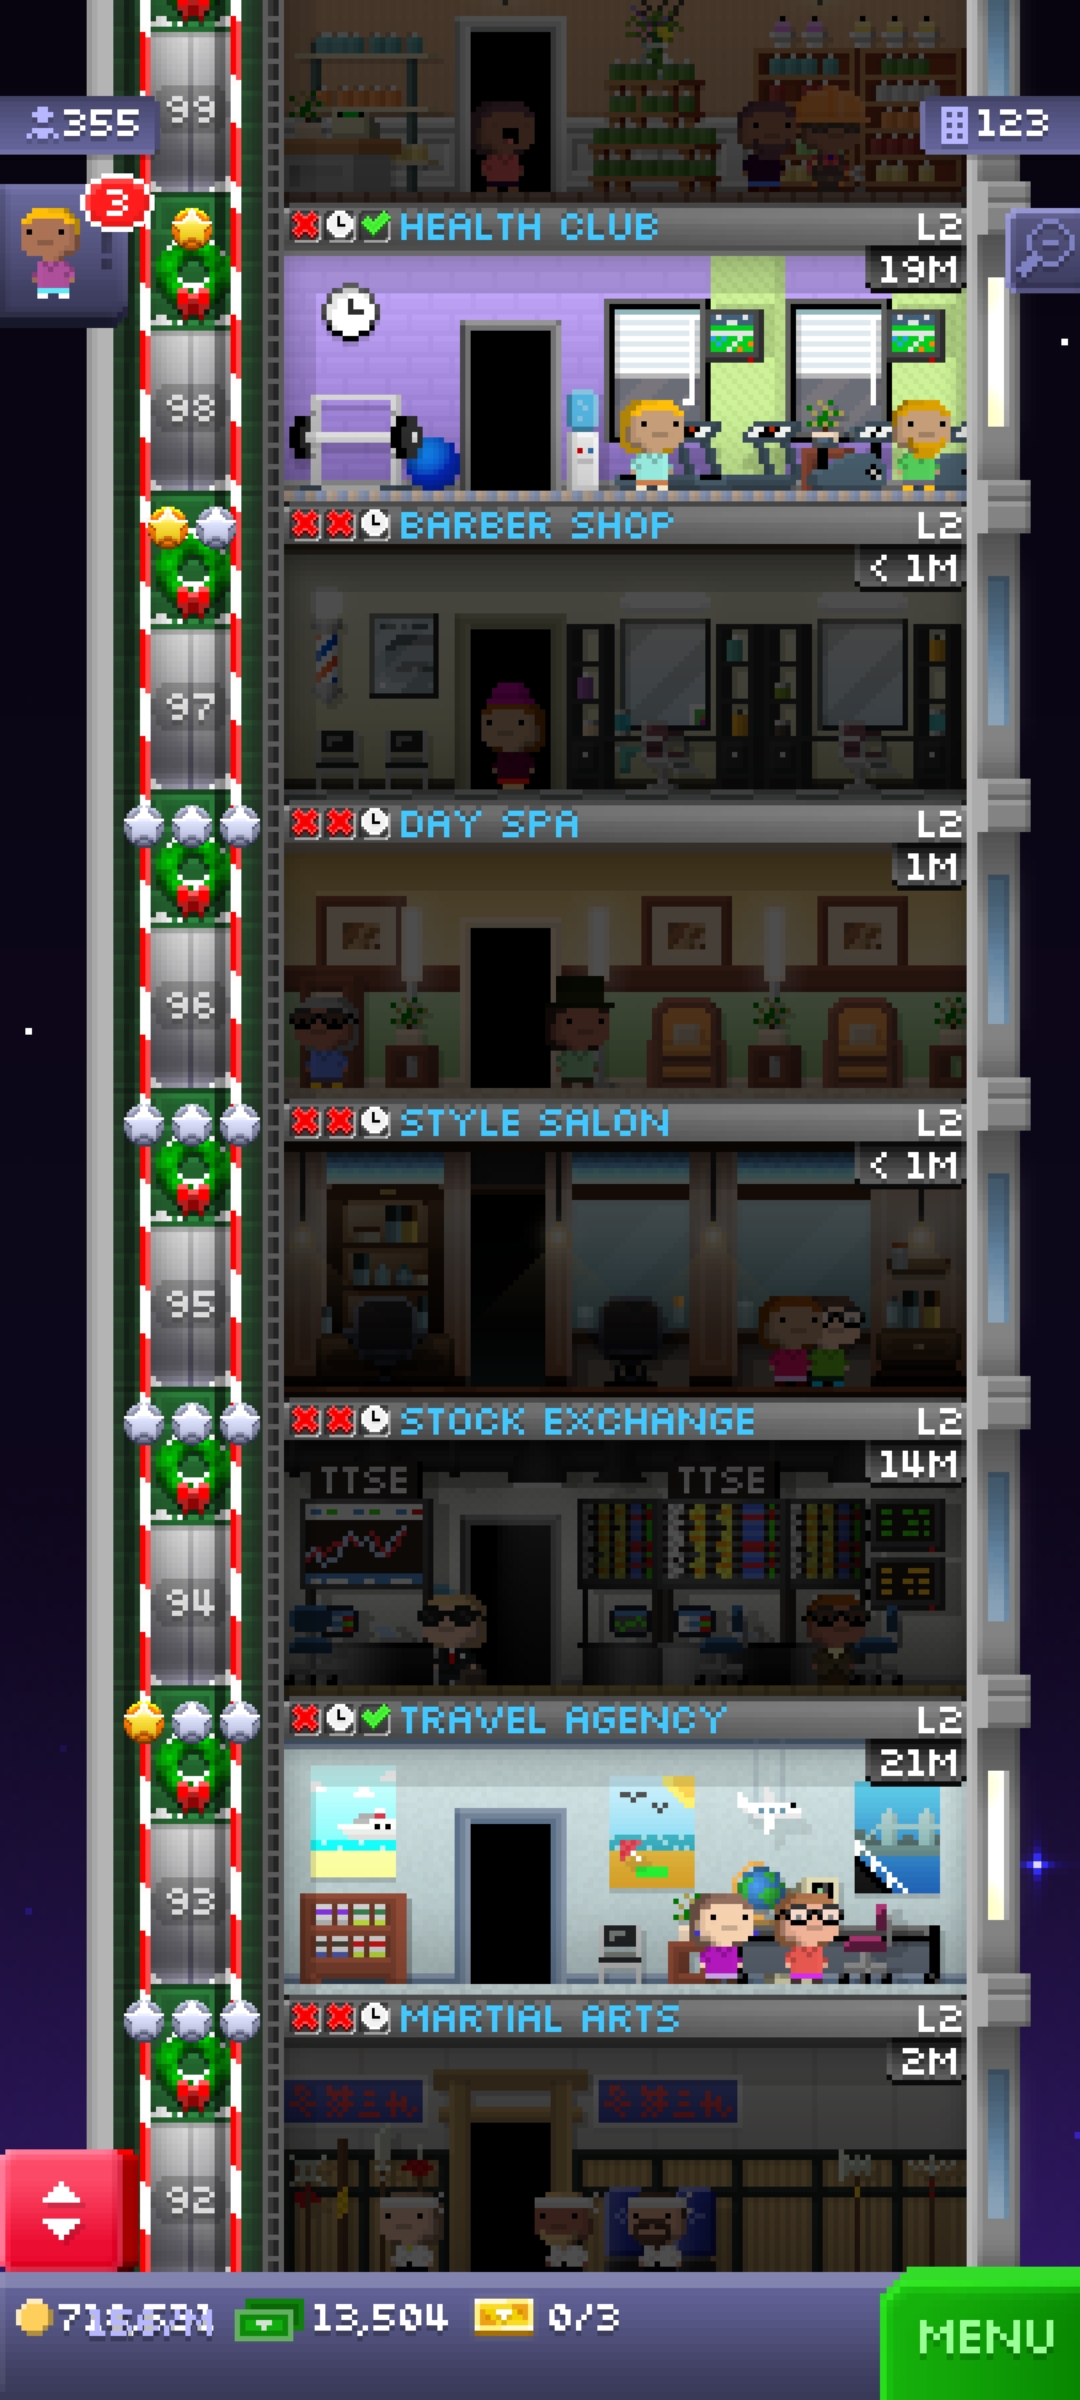 99
355
123
3
HEALTH CLUB L2
19M
98
BARBER SHOP L2
< 1M
97
DAY SPA L2
1M
96
STYLE SALON L2
< 1M
95
STOCK EXCHANGE L2
14M
TTSE TTSE
94
TRAVEL AGENCY L2
21M
93
MARTIAL ARTS L2
2M
92
13,504 0/3
MENU